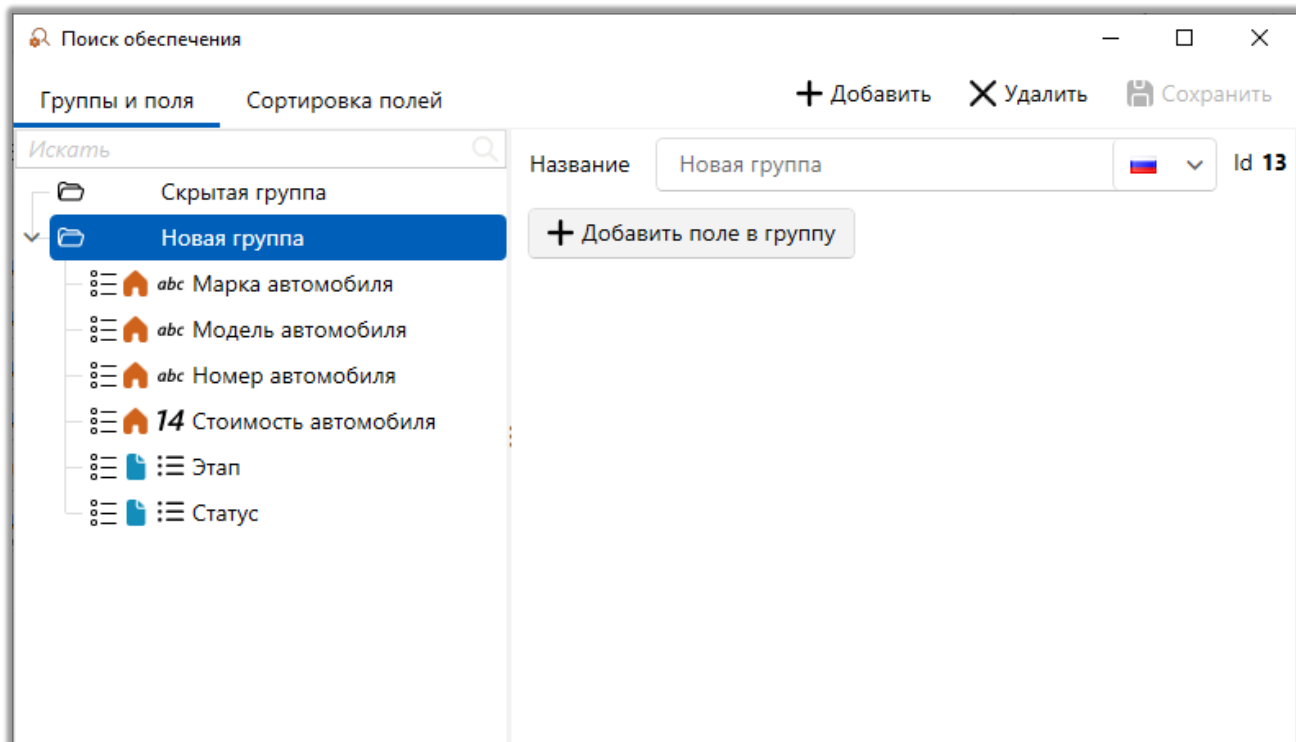 Поиск обеспечения
Группы и поля Сортировка полей Добавить Удалить Сохранить
Искать
Название Новая группа Id 13
Скрытая группа
Новая группа
Добавить поле в группу
abc Марка автомобиля
abc Модель автомобиля
abc Номер автомобиля
14 Стоимость автомобиля
Этап
Статус